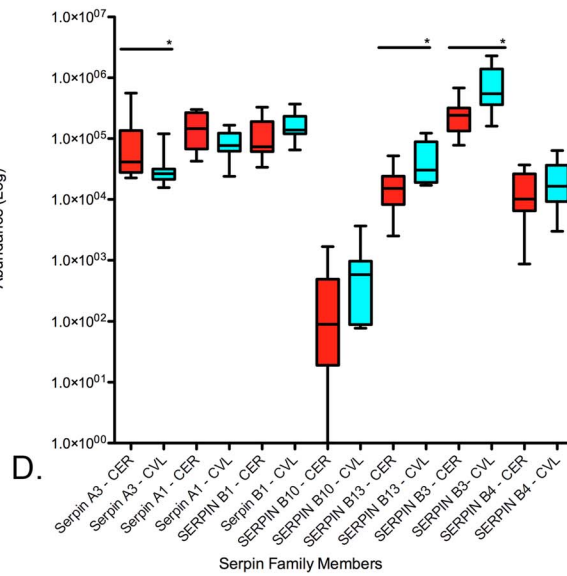 1.0×10⁰⁷
1.0×10⁰⁶
1.0×10⁰⁵
1.0×10⁰⁴
1.0×10⁰³
1.0×10⁰²
1.0×10⁰¹
1.0×10⁰⁰
* * *
D.
Serpin A3 - CER
Serpin A3 - CVL
Serpin A1 - CER
Serpin A1 - CVL
SERPIN B1 - CER
Serpin B1 - CVL
SERPIN B10 - CER
SERPIN B10 - CVL
SERPIN B13 - CER
SERPIN B13 - CVL
SERPIN B3 - CER
SERPIN B3- CVL
SERPIN B4 - CER
SERPIN B4 - CVL
Serpin Family Members